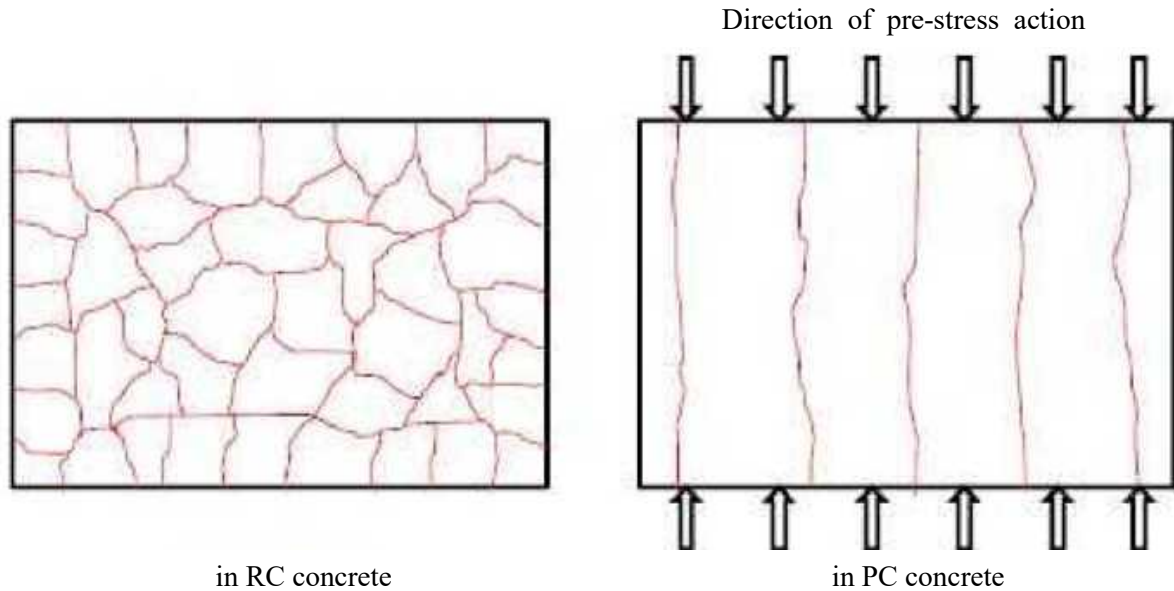 Direction of pre-stress action
in RC concrete
in PC concrete